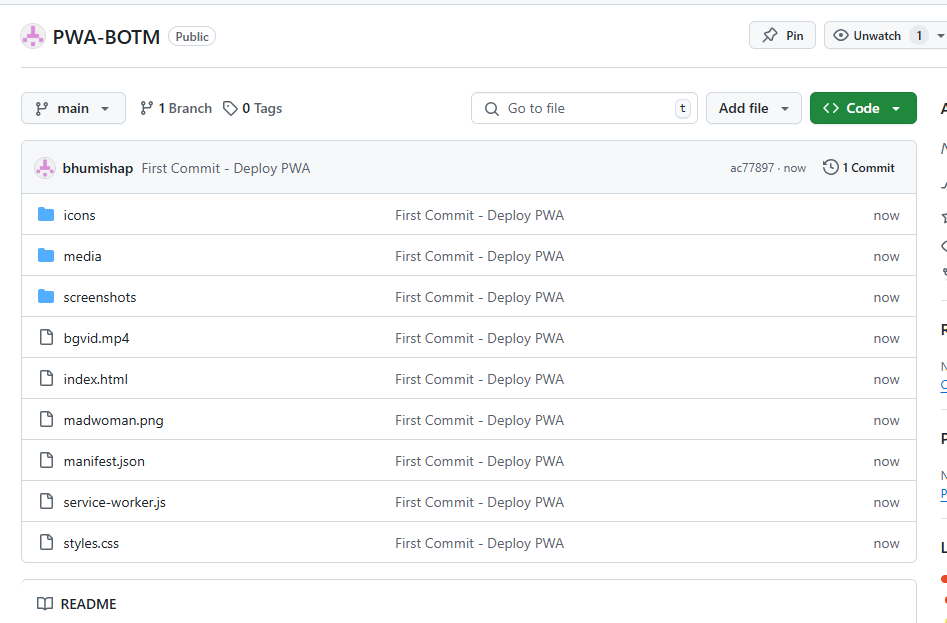 PWA-BOTM Public Pin Unwatch 1
main 1 Branch 0 Tags Go to file t Add file Code
bhumishap First Commit - Deploy PWA ac77897 · now 1 Commit
icons First Commit - Deploy PWA now
media First Commit - Deploy PWA now
screenshots First Commit - Deploy PWA now
bgvid.mp4 First Commit - Deploy PWA now
index.html First Commit - Deploy PWA now
madwoman.png First Commit - Deploy PWA now
manifest.json First Commit - Deploy PWA now
service-worker.js First Commit - Deploy PWA now
styles.css First Commit - Deploy PWA now
README